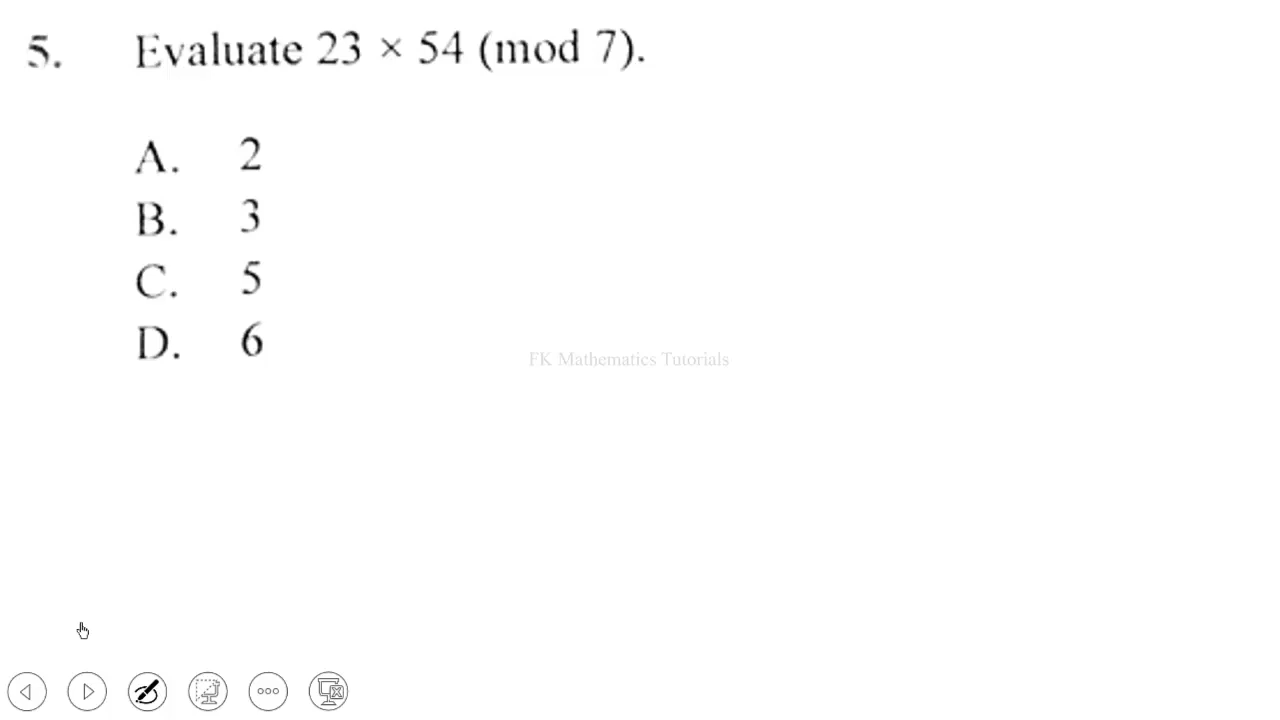 5. Evaluate 23 × 54 (mod 7).
A. 2
B. 3
C. 5
D. 6
FK Mathematics Tutorials